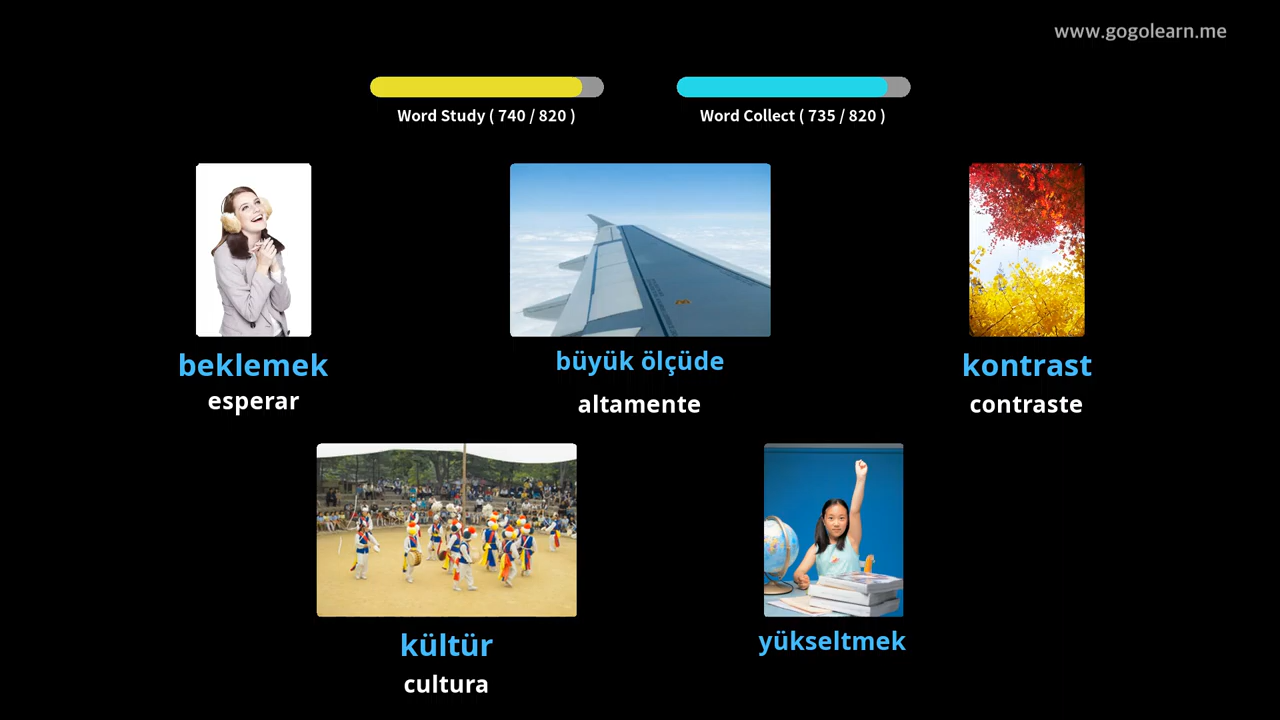 www.gogolearn.me
Word Study ( 740 / 820 )
Word Collect ( 735 / 820 )
beklemek
esperar
büyük ölçüde
altamente
kontrast
contraste
kültür
cultura
yükseltmek